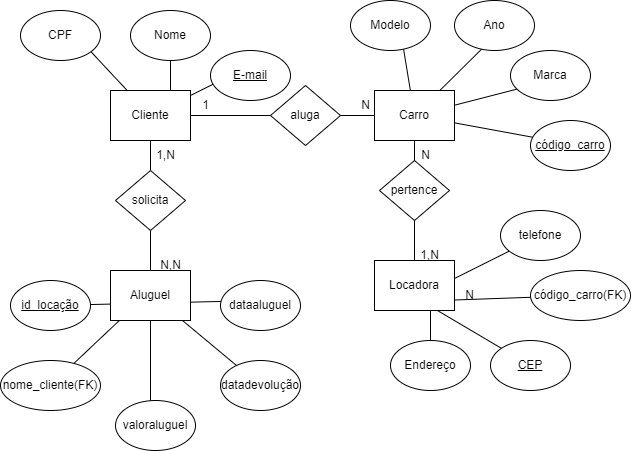 CPF
Nome
E-mail
Modelo
Ano
Marca
código_carro
Cliente
1
aluga
N
Carro
1,N
N
solicita
pertence
N,N
1,N
telefone
Aluguel
Locadora
id_locação
dataaluguel
N
código_carro(FK)
nome_cliente(FK)
datadevolução
Endereço
CEP
valoraluguel